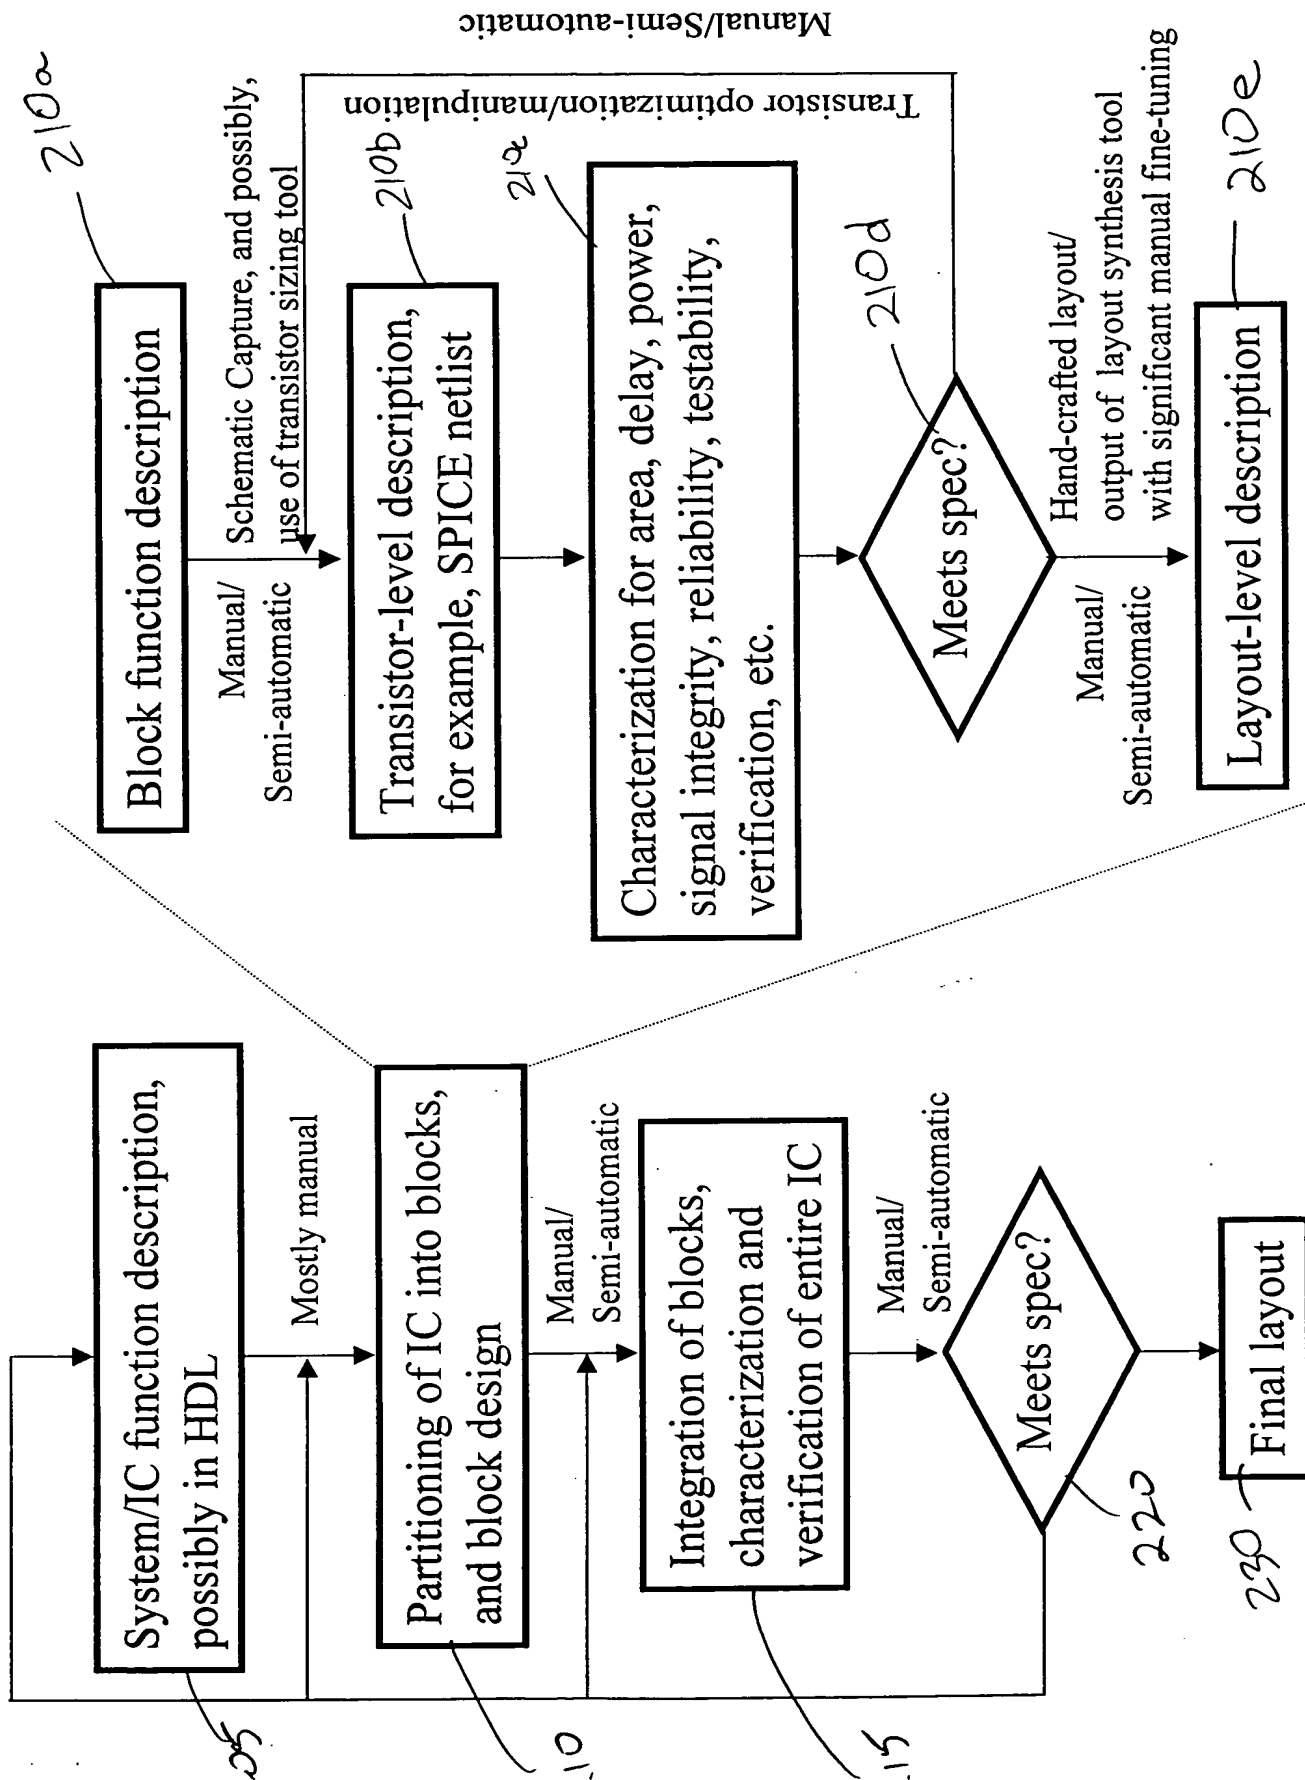 System/IC function description,
possibly in HDL
Mostly manual
Partitioning of IC into blocks,
and block design
Manual/
Semi-automatic
Integration of blocks,
characterization and
verification of entire IC
Manual/
Semi-automatic
Meets spec?
220
230
Final layout
05
10
15
210a
Block function description
Manual/
Semi-automatic
Schematic Capture, and possibly,
use of transistor sizing tool
210b
Transistor-level description,
for example, SPICE netlist
Transistor optimization/manipulation
Manual/Semi-automatic
210c
Characterization for area, delay, power,
signal integrity, reliability, testability,
verification, etc.
210d
Meets spec?
Manual/
Semi-automatic
Hand-crafted layout/
output of layout synthesis tool
with significant manual fine-tuning
210e
Layout-level description